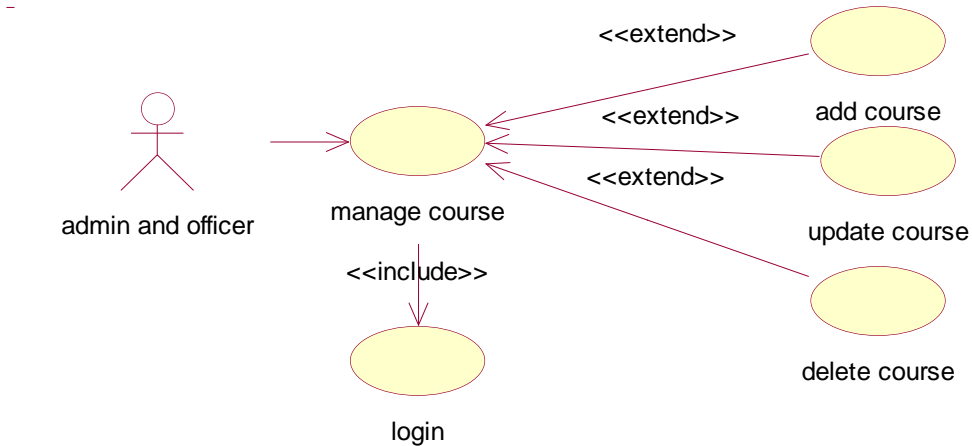 <<extend>>
add course
<<extend>>
<<extend>>
admin and officer
manage course
update course
<<include>>
delete course
login